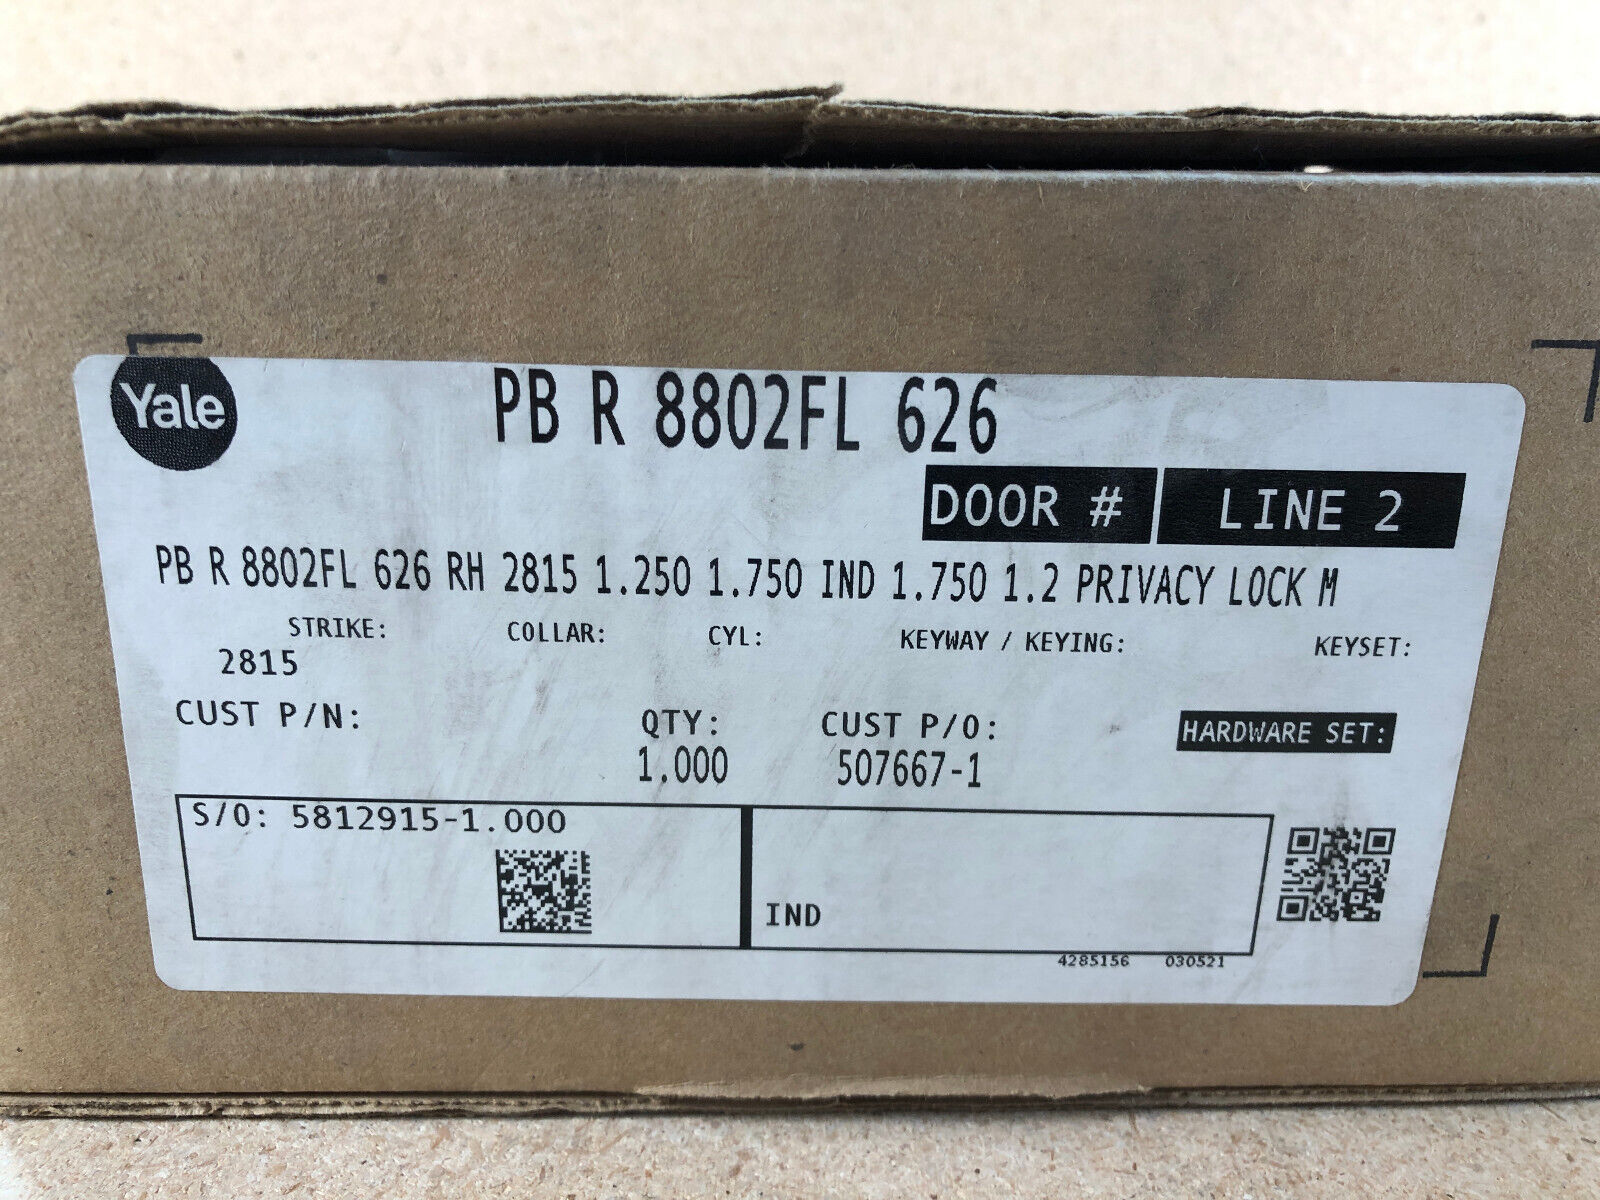 Yale
PB R 8802FL 626
DOOR # LINE 2
PB R 8802FL 626 RH 2815 1.250 1.750 IND 1.750 1.2 PRIVACY LOCK M
STRIKE: COLLAR: CYL: KEYWAY / KEYING: KEYSET:
2815
CUST P/N: QTY: CUST P/O: HARDWARE SET:
1.000 507667-1
S/O: 5812915-1.000
IND
4285156 030521